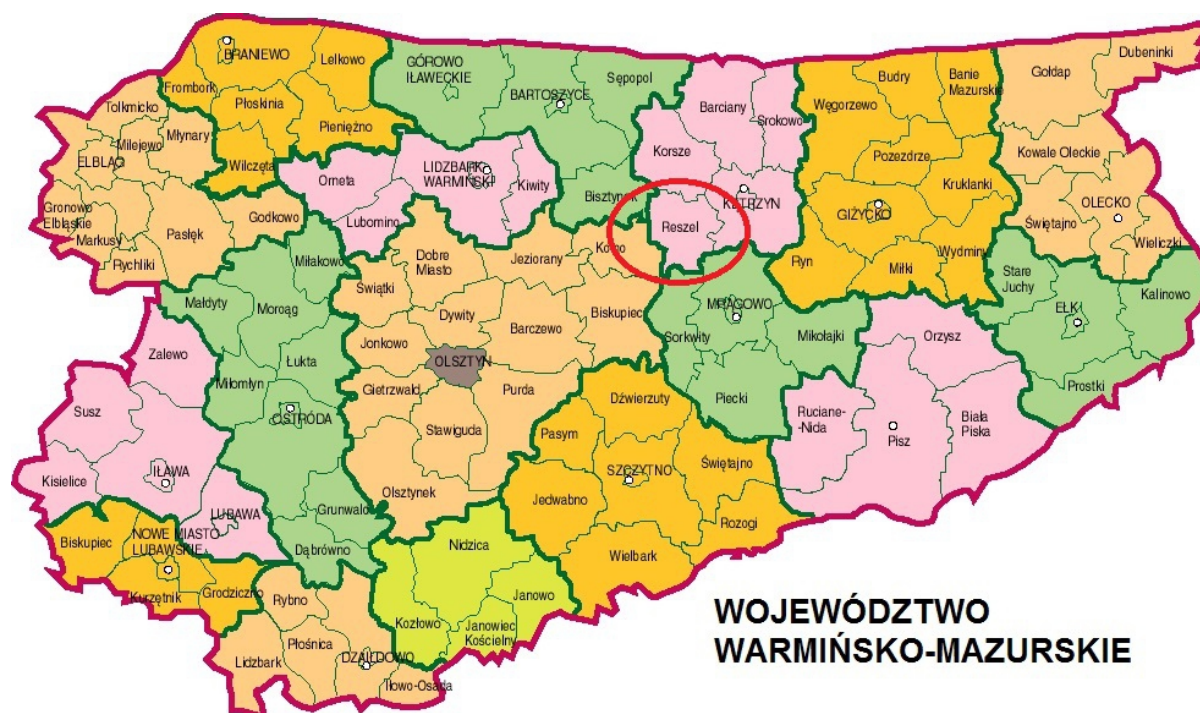 BRANIEWO
Lelkowo
GÓROWO
IŁAWECKIE
Sępopol
Dubeninki
Gołdap
Frombork
BARTOSZYCE
Barciany
Budry
Banie
Mazurskie
Węgorzewo
Tolkmicko
Płoskinia
Srokowo
Młynary
Pieniężno
Milejewo
Korsze
Pozezdrze
Kowale Oleckie
ELBLĄG
Wilczęta
LIDZBARK
WARMIŃSKI
Orneta
Kiwity
Bisztynek
KĘTRZYN
Kruklanki
Gronowo
Elbląskie
Godkowo
Lubomino
Reszel
GIŻYCKO
OLECKO
Świętajno
Markusy
Pasłęk
Kolno
Wieliczki
Rychliki
Miłakowo
Dobre
Miasto
Jeziorany
Ryn
Miłki
Wydminy
Stare
Juchy
Kalinowo
Świątki
Małdyty
Morąg
Dywity
Barczewo
Biskupiec
MRĄGOWO
EŁK
Zalewo
Łukta
Jonkowo
Sorkwity
Mikołajki
Orzysz
OLSZTYN
Miłomłyn
Gietrzwałd
Purda
Piecki
Prostki
Susz
OSTRÓDA
Dźwierzuty
Ruciane-
-Nida
Biała
Piska
Stawiguda
Pasym
Pisz
IŁAWA
Kisielice
SZCZYTNO
Świętajno
Olsztynek
Jedwabno
LUBAWA
Grunwald
Rozogi
NOWE MIASTO
LUBAWSKIE
Biskupiec
Dąbrówno
Nidzica
Wielbark
Kurzętnik
Grodziczno
Rybno
Janowo
Kozłowo
Janowiec
Kościelny
Płośnica
Lidzbark
DZIAŁDOWO
Iłowo-Osada
WOJEWÓDZTWO
WARMIŃSKO-MAZURSKIE